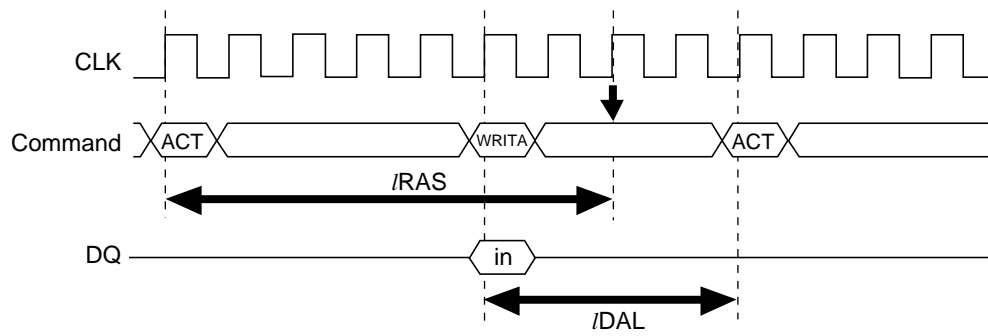 CLK
Command ACT WRITA ACT
lRAS
DQ in
lDAL